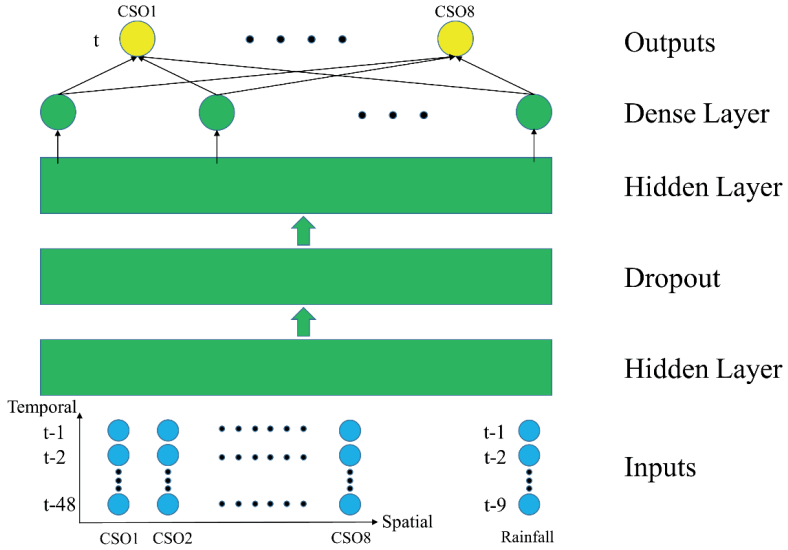 CSO1 CSO8
t Outputs
Dense Layer
Hidden Layer
Dropout
Hidden Layer
Temporal
t-1 t-1
t-2 t-2
Inputs
t-48 t-9
Spatial
CSO1 CSO2 CSO8 Rainfall